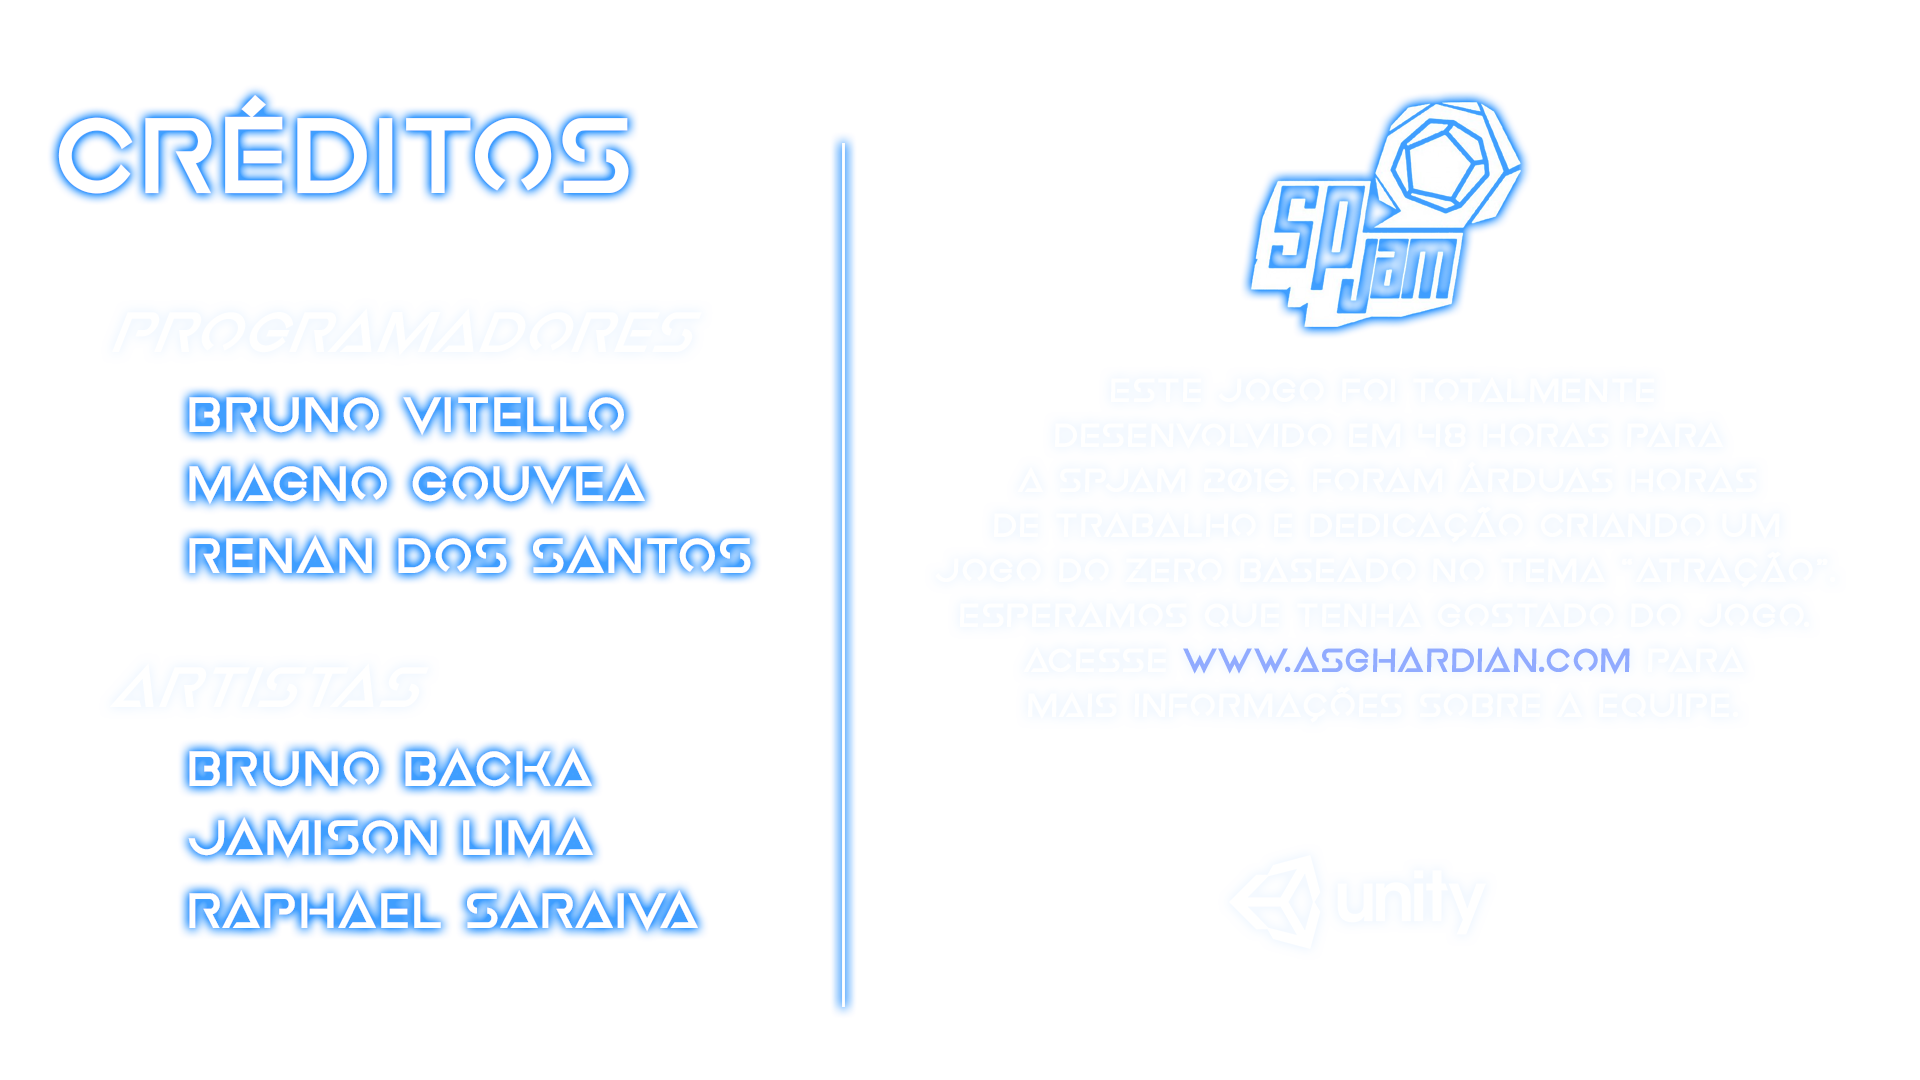 CRÉDITOS
PROGRAMADORES
BRUNO VITELLO
MAGNO GOUVEA
RENAN DOS SANTOS
ARTISTAS
BRUNO BACKA
JAMISON LIMA
RAPHAEL SARAIVA
SPJam
ESTE JOGO FOI TOTALMENTE
DESENVOLVIDO EM 48 HORAS PARA
A SPJAM 2016. FORAM ÁRDUAS HORAS
DE TRABALHO E DEDICAÇÃO CRIANDO UM
JOGO DO ZERO BASEADO NO TEMA "ATRAÇÃO".
ESPERAMOS QUE TENHA GOSTADO DO JOGO.
ACESSE WWW.ASGHARDIAN.COM PARA
MAIS INFORMAÇÕES SOBRE A EQUIPE.
unity